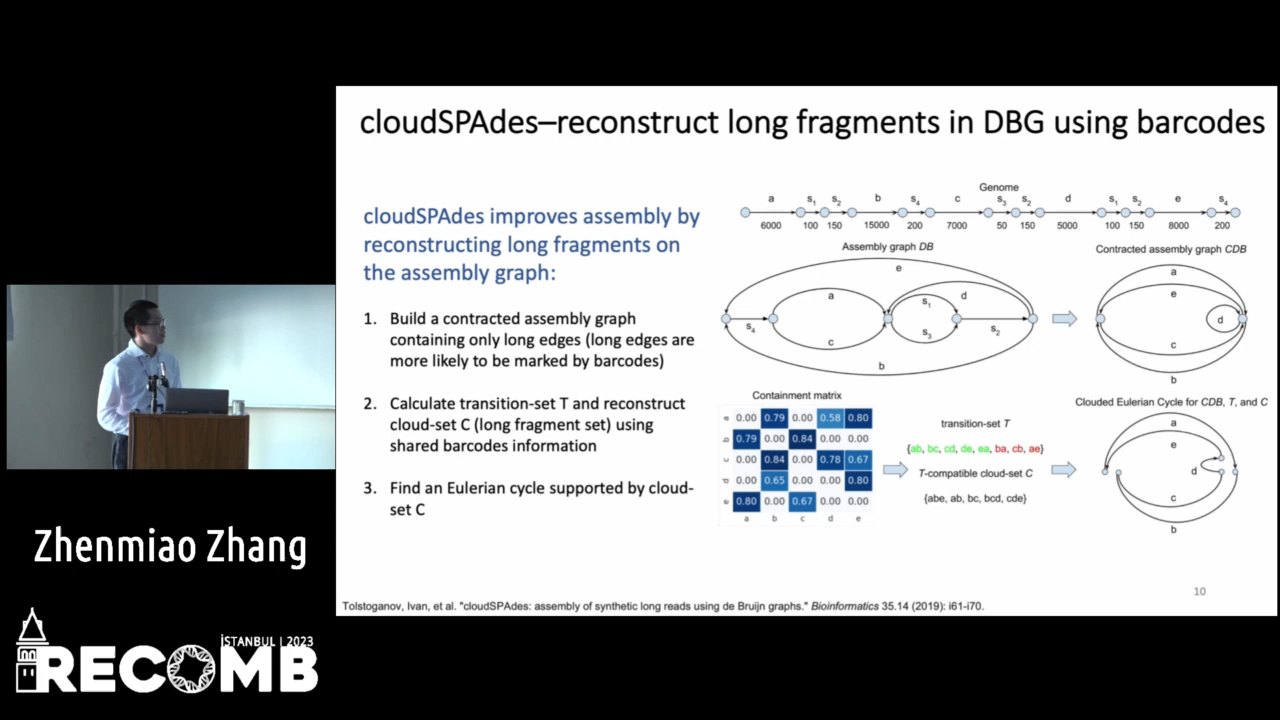 cloudSPAdes–reconstruct long fragments in DBG using barcodes
cloudSPAdes improves assembly by
reconstructing long fragments on
the assembly graph:
1. Build a contracted assembly graph
containing only long edges (long edges are
more likely to be marked by barcodes)
2. Calculate transition-set T and reconstruct
cloud-set C (long fragment set) using
shared barcodes information
3. Find an Eulerian cycle supported by cloud-
set C
Genome
a s1 s2 b s4 c s3 s2 d s1 s2 e s4
6000 100 150 15000 200 7000 50 150 5000 100 150 8000 200
Assembly graph DB
e
a s1 d
s4 s2
c s3
b
Contracted assembly graph CDB
a
e
d
c
b
Containment matrix
a 0.00 0.79 0.00 0.58 0.80
b 0.79 0.00 0.84 0.00 0.00
c 0.00 0.84 0.00 0.78 0.67
d 0.00 0.65 0.00 0.00 0.80
e 0.80 0.00 0.67 0.00 0.00
a b c d e
transition-set T
{ab, bc, cd, de, ea, ba, cb, ae}
T-compatible cloud-set C
{abe, ab, bc, bcd, cde}
Clouded Eulerian Cycle for CDB, T, and C
a
e
d
c
b
10
Tolstoganov, Ivan, et al. "cloudSPAdes: assembly of synthetic long reads using de Bruijn graphs." Bioinformatics 35.14 (2019): i61-i70.
Zhenmiao Zhang
İSTANBUL | 2023
RECOMB